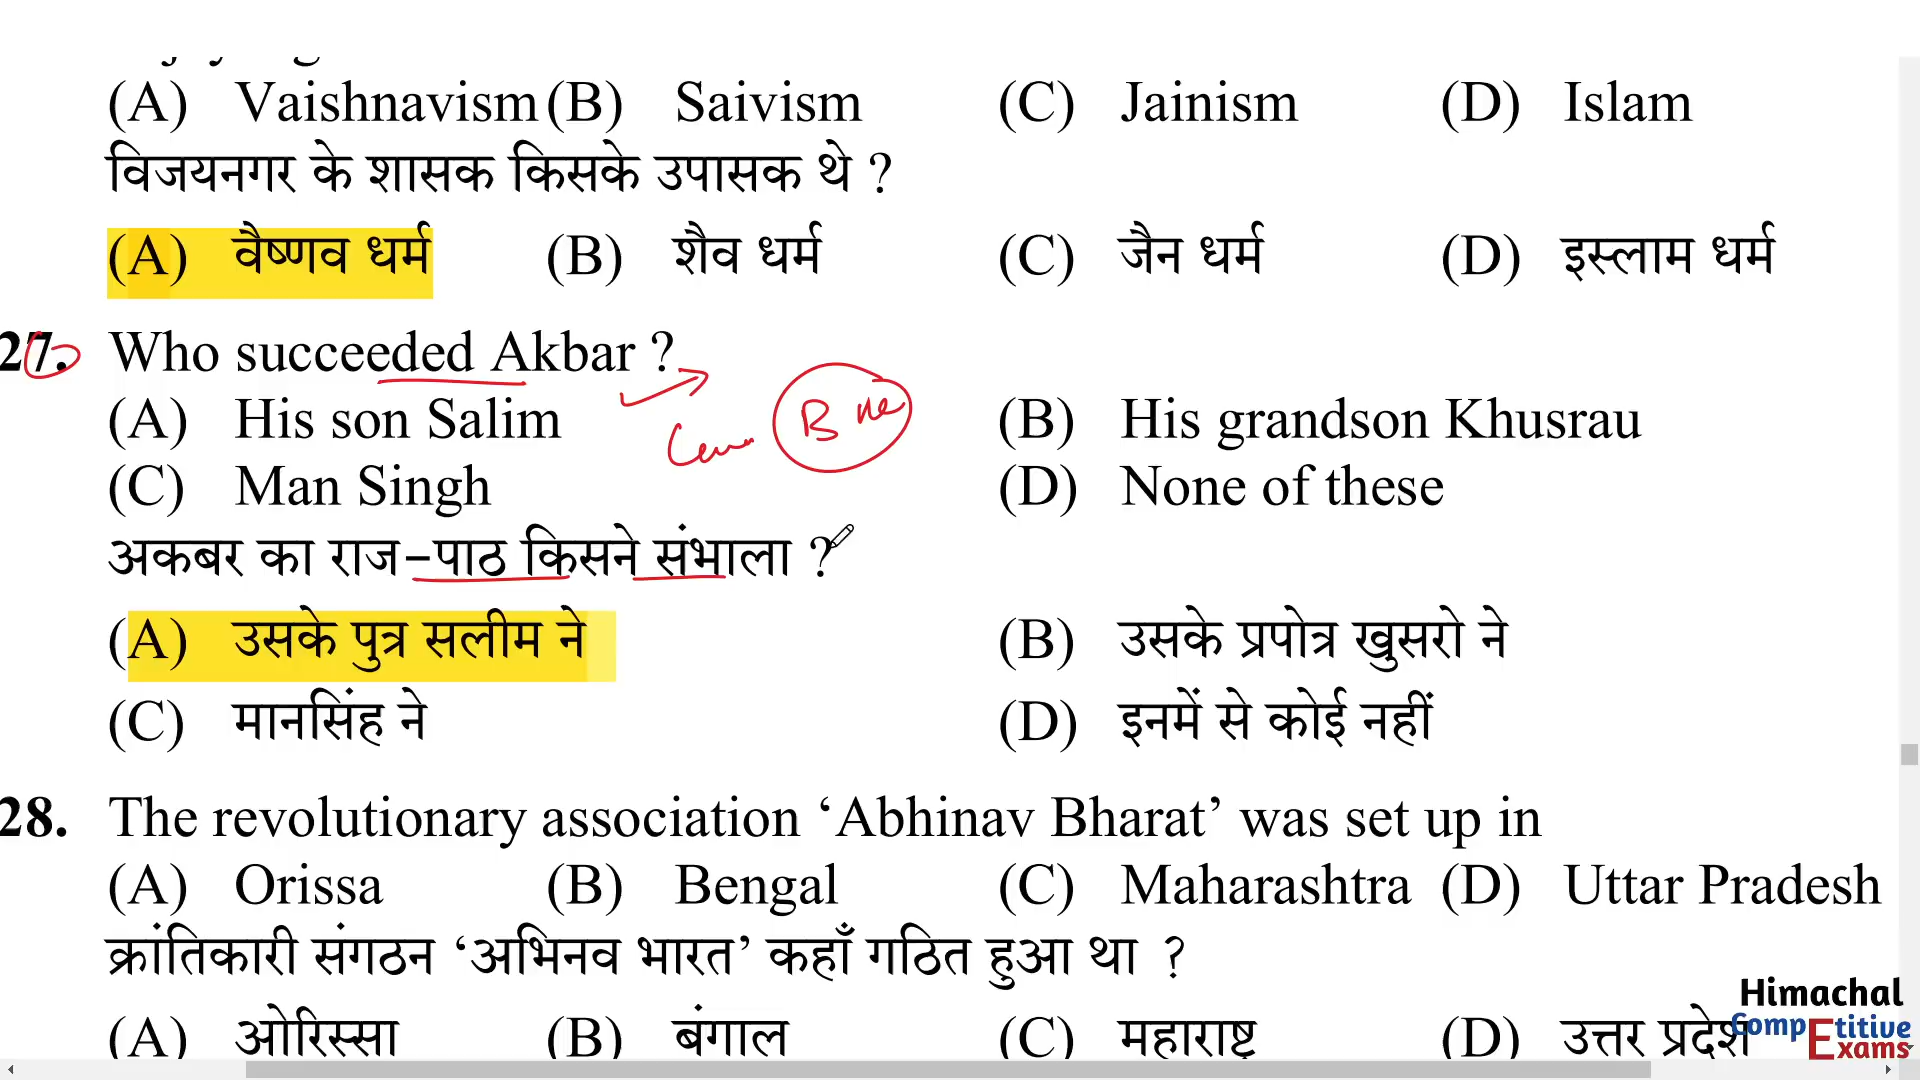 (A) Vaishnavism (B) Saivism (C) Jainism (D) Islam
विजयनगर के शासक किसके उपासक थे ?
(A) वैष्णव धर्म (B) शैव धर्म (C) जैन धर्म (D) इस्लाम धर्म
27. Who succeeded Akbar ?
(A) His son Salim (B) His grandson Khusrau
(C) Man Singh (D) None of these
अकबर का राज-पाठ किसने संभाला ?
(A) उसके पुत्र सलीम ने (B) उसके प्रपोत्र खुसरो ने
(C) मानसिंह ने (D) इनमें से कोई नहीं
28. The revolutionary association ‘Abhinav Bharat’ was set up in
(A) Orissa (B) Bengal (C) Maharashtra (D) Uttar Pradesh
क्रांतिकारी संगठन ‘अभिनव भारत’ कहाँ गठित हुआ था ?
(A) ओरिस्सा (B) बंगाल (C) महाराष्ट्र (D) उत्तर प्रदेश
Himachal
CompEtitive
Exams